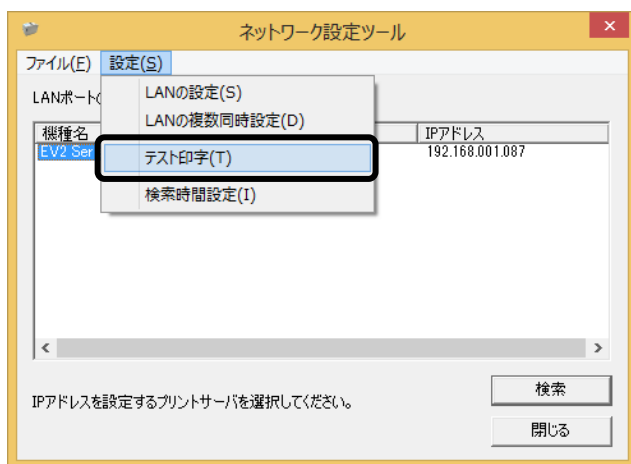 ネットワーク設定ツール
ファイル(F) 設定(S)
LANポート(
LANの設定(S)
LANの複数同時設定(D)
テスト印字(T)
検索時間設定(I)
機種名 IPアドレス
EV2 Ser 192.168.001.087
IPアドレスを設定するプリントサーバを選択してください。
検索
閉じる